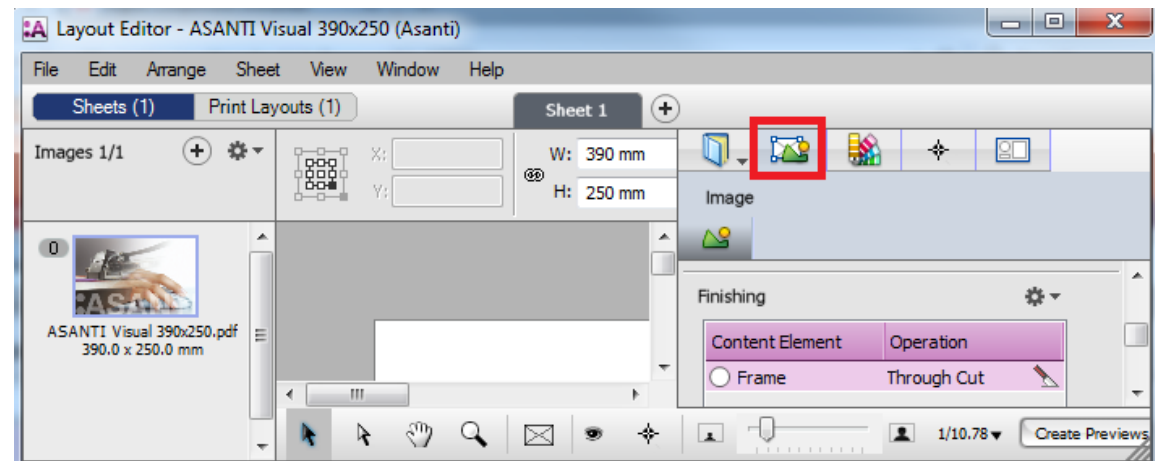 :A Layout Editor - ASANTI Visual 390x250 (Asanti)
File Edit Arrange Sheet View Window Help
Sheets (1) Print Layouts (1) Sheet 1
Images 1/1 X: W: 390 mm
Y: H: 250 mm
Image
0
:ASANTI
ASANTI Visual 390x250.pdf
390.0 x 250.0 mm
Finishing
Content Element Operation
Frame Through Cut
1/10.78 Create Previews